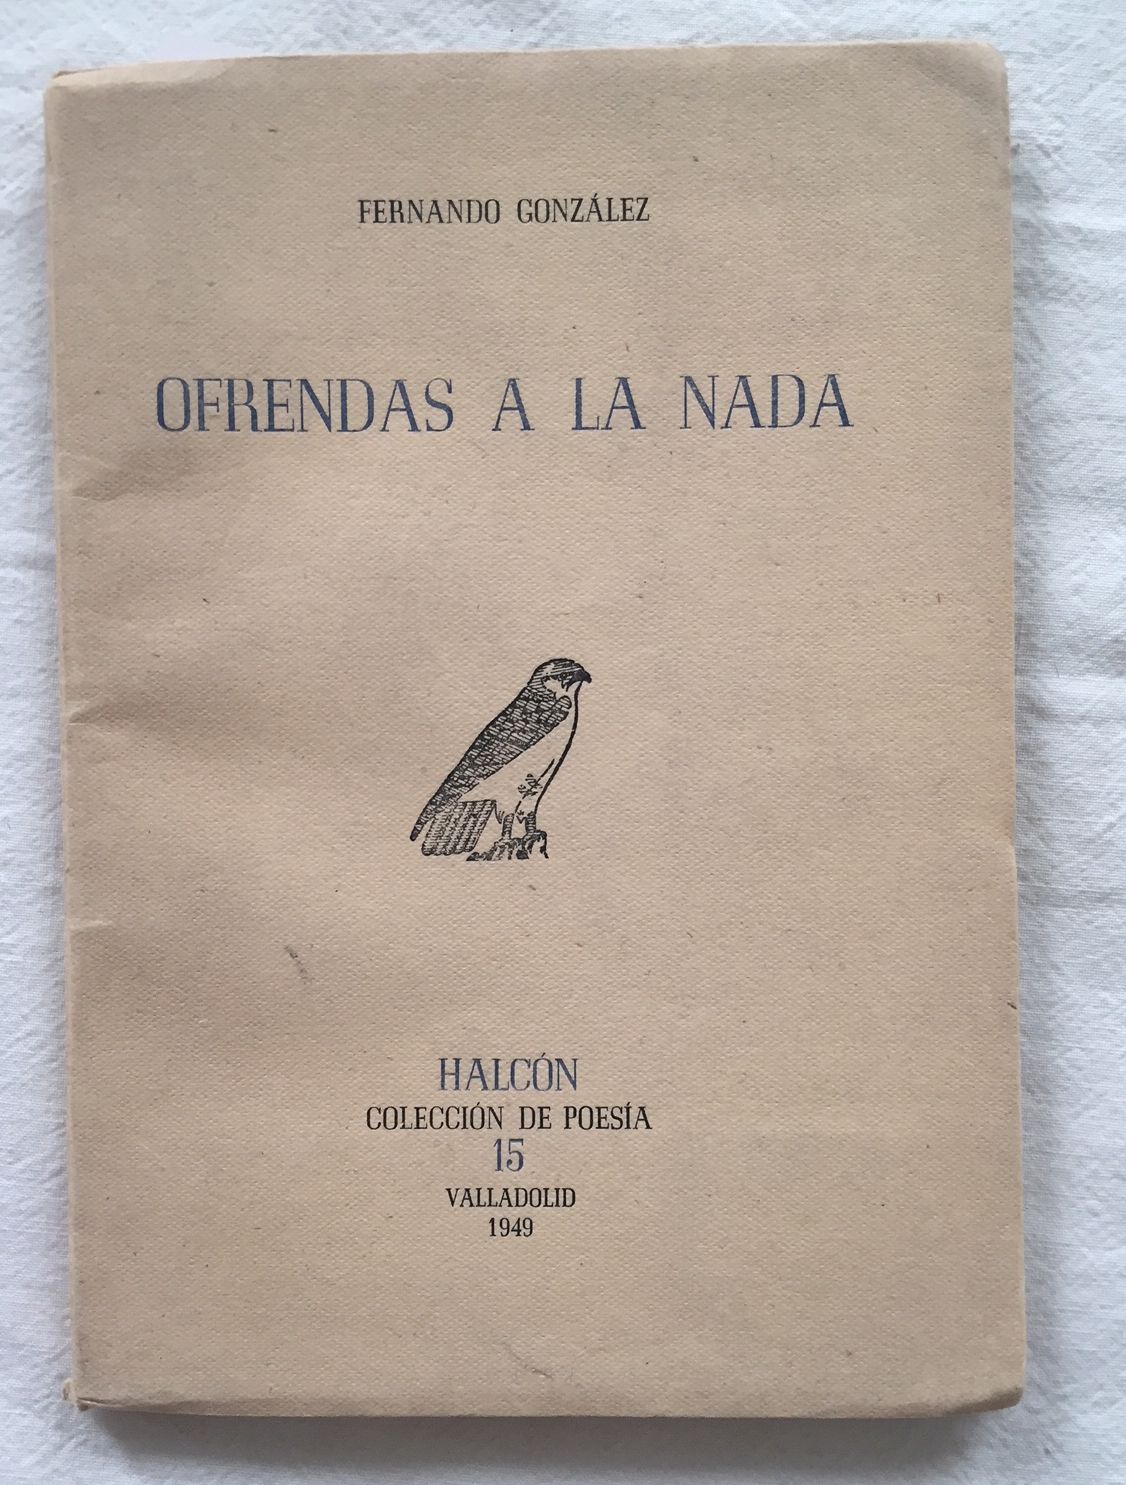 FERNANDO GONZÁLEZ
OFRENDAS A LA NADA
HALCÓN
COLECCIÓN DE POESÍA
15
VALLADOLID
1949